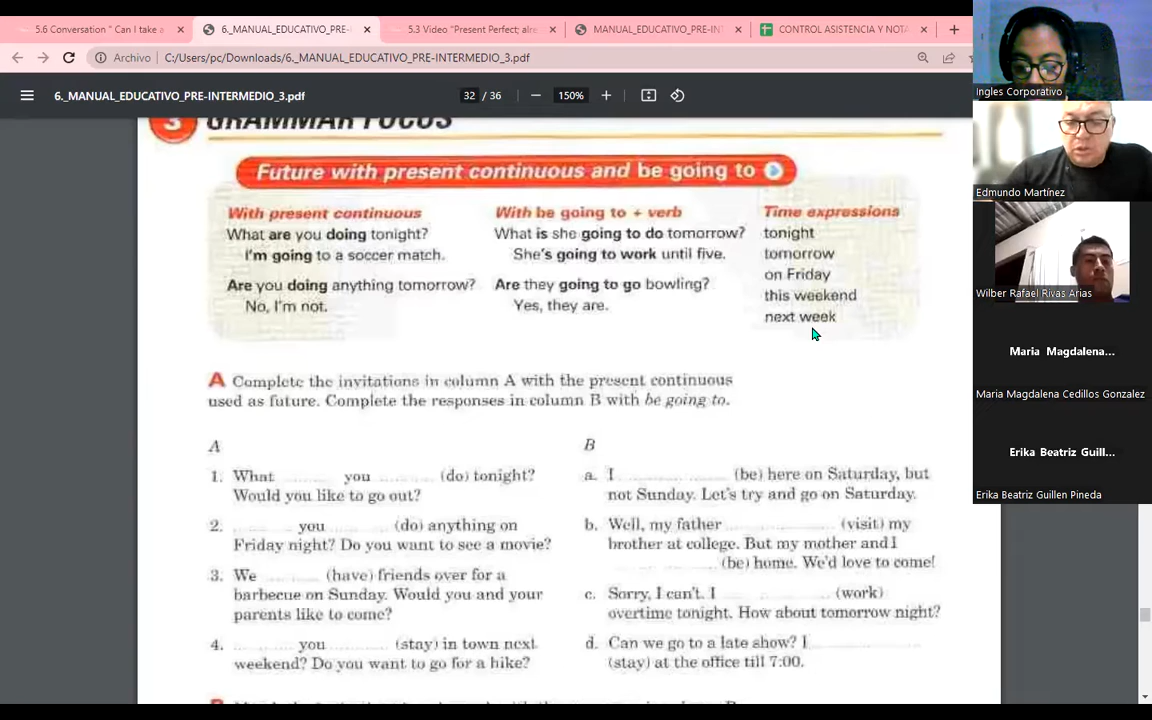 5.6 Conversation " Can I take a
6._MANUAL_EDUCATIVO_PRE-
5.3 Video "Present Perfect; alre
MANUAL_EDUCATIVO_PRE-INT
CONTROL ASISTENCIA Y NOTA
Archivo C:/Users/pc/Downloads/6._MANUAL_EDUCATIVO_PRE-INTERMEDIO_3.pdf
6._MANUAL_EDUCATIVO_PRE-INTERMEDIO_3.pdf 32 / 36 150%
3 GRAMMAR FOCUS
Future with present continuous and be going to
With present continuous
What are you doing tonight?
I'm going to a soccer match.
Are you doing anything tomorrow?
No, I'm not.
With be going to + verb
What is she going to do tomorrow?
She's going to work until five.
Are they going to go bowling?
Yes, they are.
Time expressions
tonight
tomorrow
on Friday
this weekend
next week
A Complete the invitations in column A with the present continuous
used as future. Complete the responses in column B with be going to.
A
1. What you (do) tonight?
Would you like to go out?
2. you (do) anything on
Friday night? Do you want to see a movie?
3. We (have) friends over for a
barbecue on Sunday. Would you and your
parents like to come?
4. you (stay) in town next
weekend? Do you want to go for a hike?
B
a. I (be) here on Saturday, but
not Sunday. Let's try and go on Saturday.
b. Well, my father (visit) my
brother at college. But my mother and I
(be) home. We'd love to come!
c. Sorry, I can't. I (work)
overtime tonight. How about tomorrow night?
d. Can we go to a late show? I
(stay) at the office till 7:00.
Ingles Corporativo
Edmundo Martínez
Wilber Rafael Rivas Arias
Maria Magdalena...
Maria Magdalena Cedillos Gonzalez
Erika Beatriz Guill...
Erika Beatriz Guillen Pineda